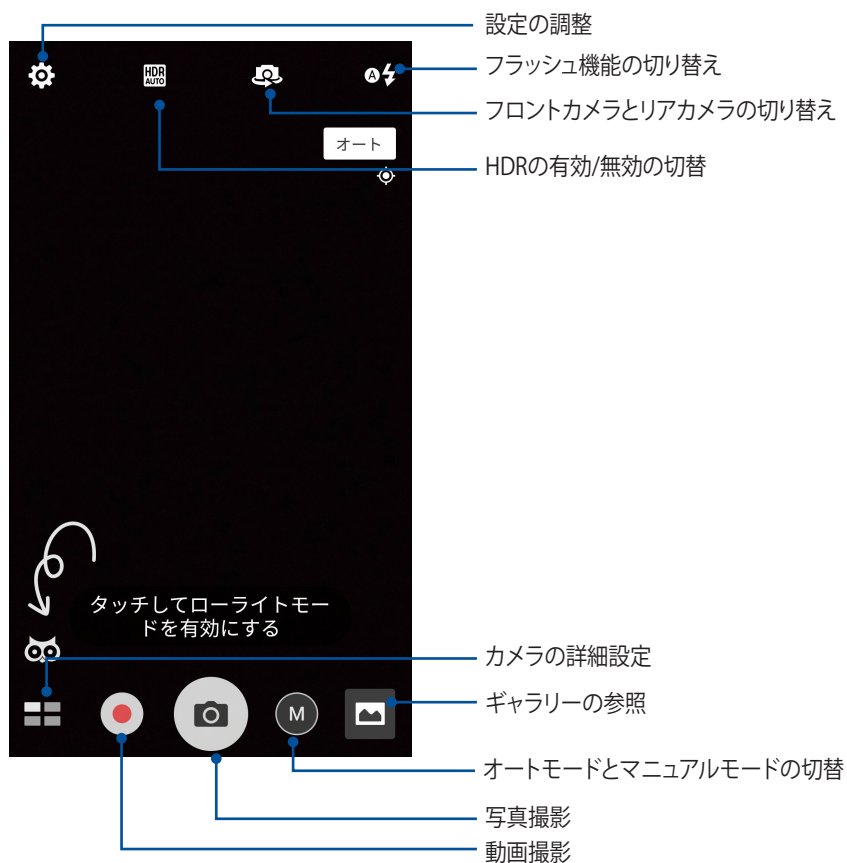 設定の調整
フラッシュ機能の切り替え
HDR
AUTO
A
フロントカメラとリアカメラの切り替え
オート
HDRの有効/無効の切替
タッチしてローライトモー
ドを有効にする
カメラの詳細設定
ギャラリーの参照
M
オートモードとマニュアルモードの切替
写真撮影
動画撮影